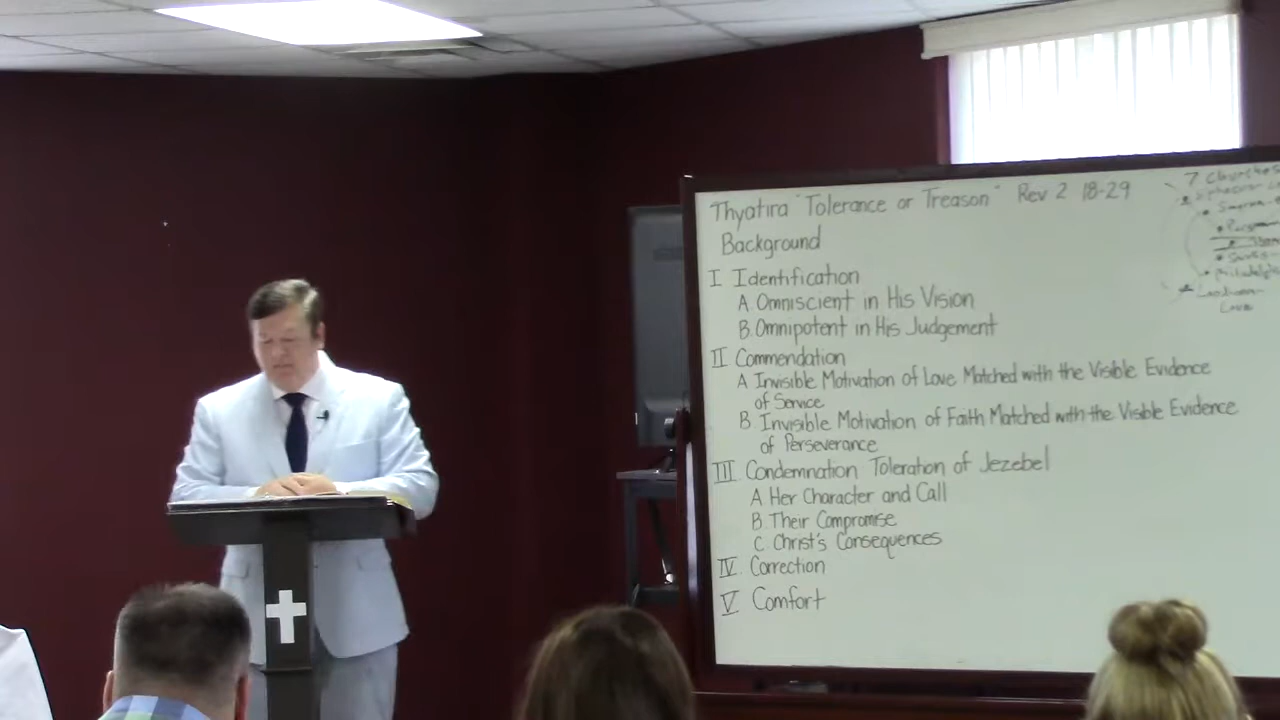 Thyatira "Tolerance or Treason" Rev 2 18-29
Background
I Identification
A. Omniscient in His Vision
B. Omnipotent in His Judgement
II Commendation
A Invisible Motivation of Love Matched with the Visible Evidence
of Service
B Invisible Motivation of Faith Matched with the Visible Evidence
of Perseverance
III Condemnation Toleration of Jezebel
A Her Character and Call
B. Their Compromise
C. Christ's Consequences
IV. Correction
V Comfort
7 Churches
Smyrna
Philadelphia
Love